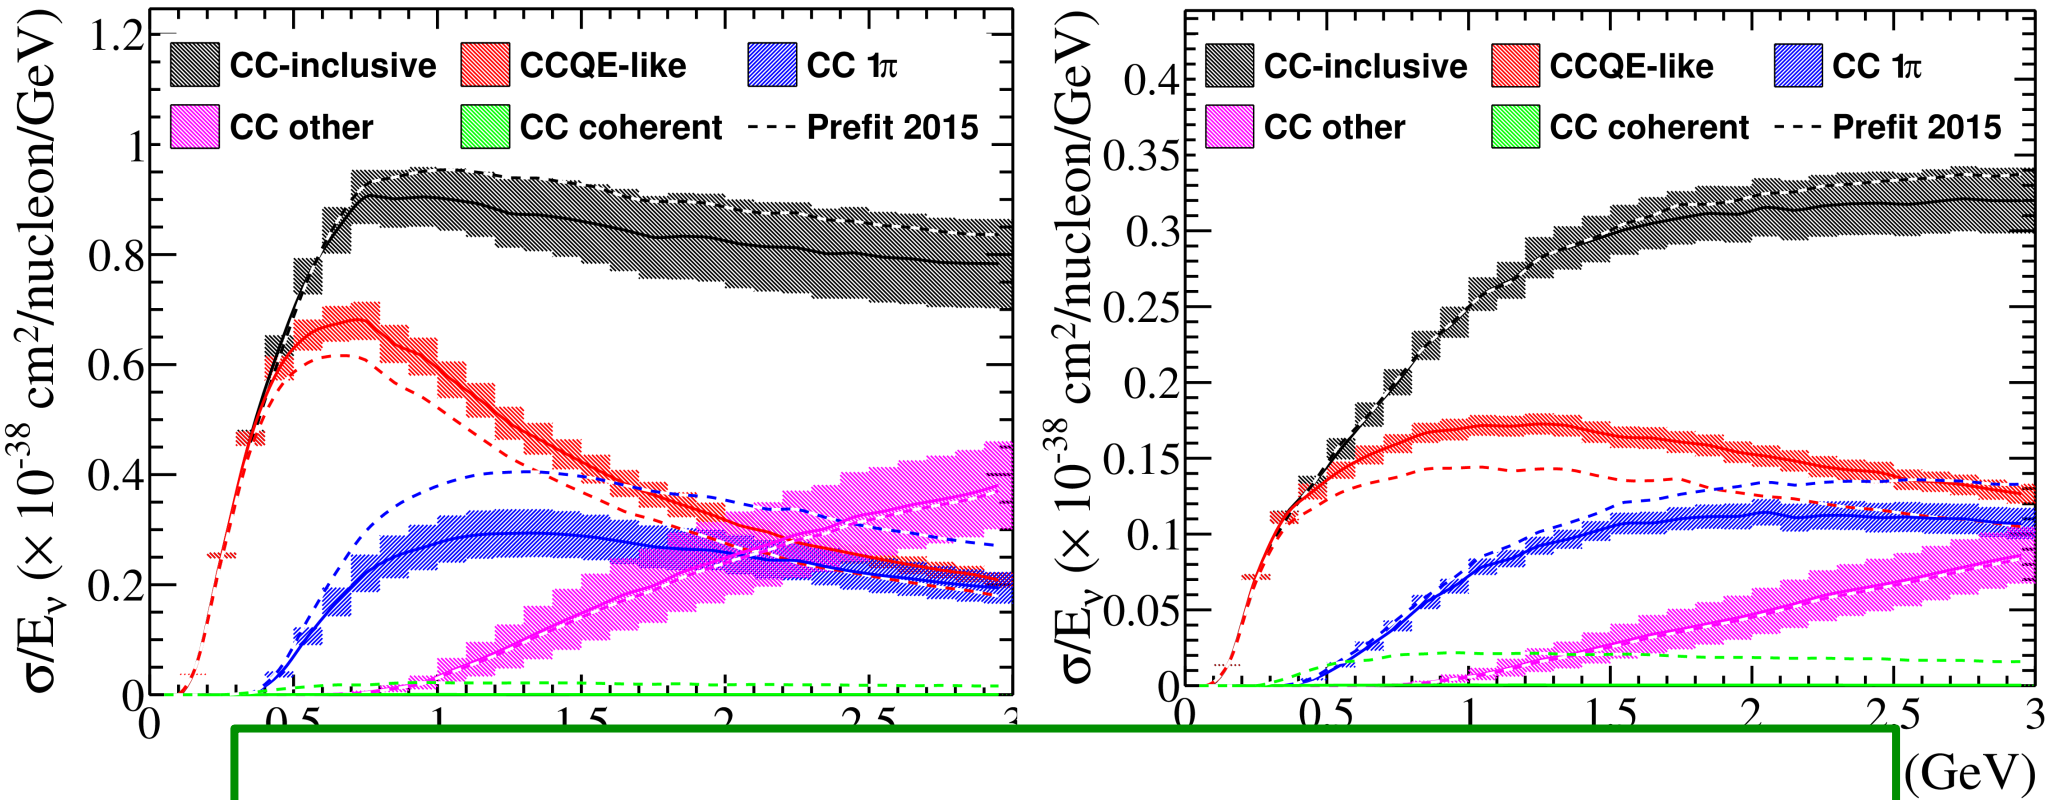 σ/Eν (× 10-38 cm2/nucleon/GeV)
1.2
1
0.8
0.6
0.4
0.2
0
CC-inclusive CCQE-like CC 1π
CC other CC coherent Prefit 2015
0 0.5 1 1.5 2 2.5 3
σ/Eν (× 10-38 cm2/nucleon/GeV)
0.4
0.35
0.3
0.25
0.2
0.15
0.1
0.05
0
CC-inclusive CCQE-like CC 1π
CC other CC coherent Prefit 2015
0 0.5 1 1.5 2 2.5 3
(GeV)